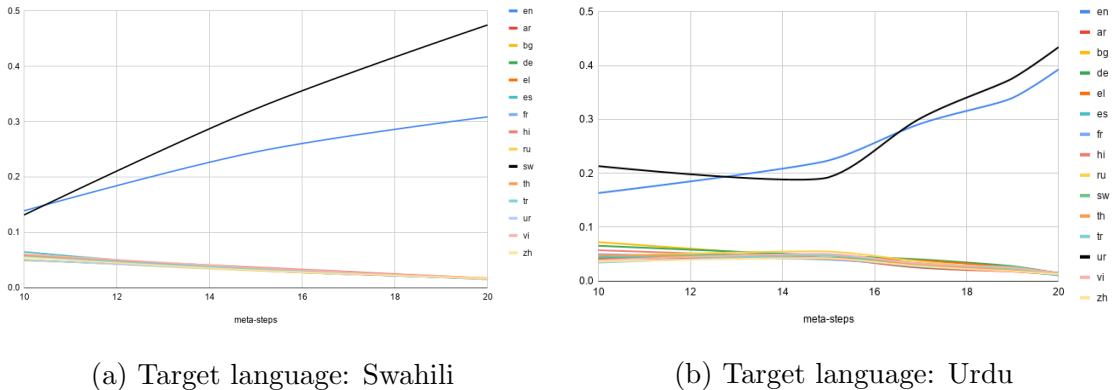 0.5
0.4
0.3
0.2
0.1
0.0
10
12
14
16
18
20
meta-steps
en
ar
bg
de
el
es
fr
hi
ru
sw
th
tr
ur
vi
zh
(a) Target language: Swahili
0.5
0.4
0.3
0.2
0.1
0.0
10
12
14
16
18
20
meta-steps
en
ar
bg
de
el
es
fr
hi
ru
sw
th
tr
ur
vi
zh
(b) Target language: Urdu